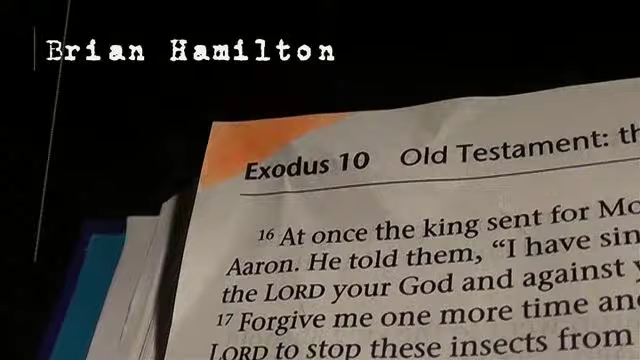 Brian Hamilton
Exodus 10 Old Testament:
16 At once the king sent for
Aaron. He told them, “I have
the LORD your God and against
17 Forgive me one more time
LORD to stop these insects from